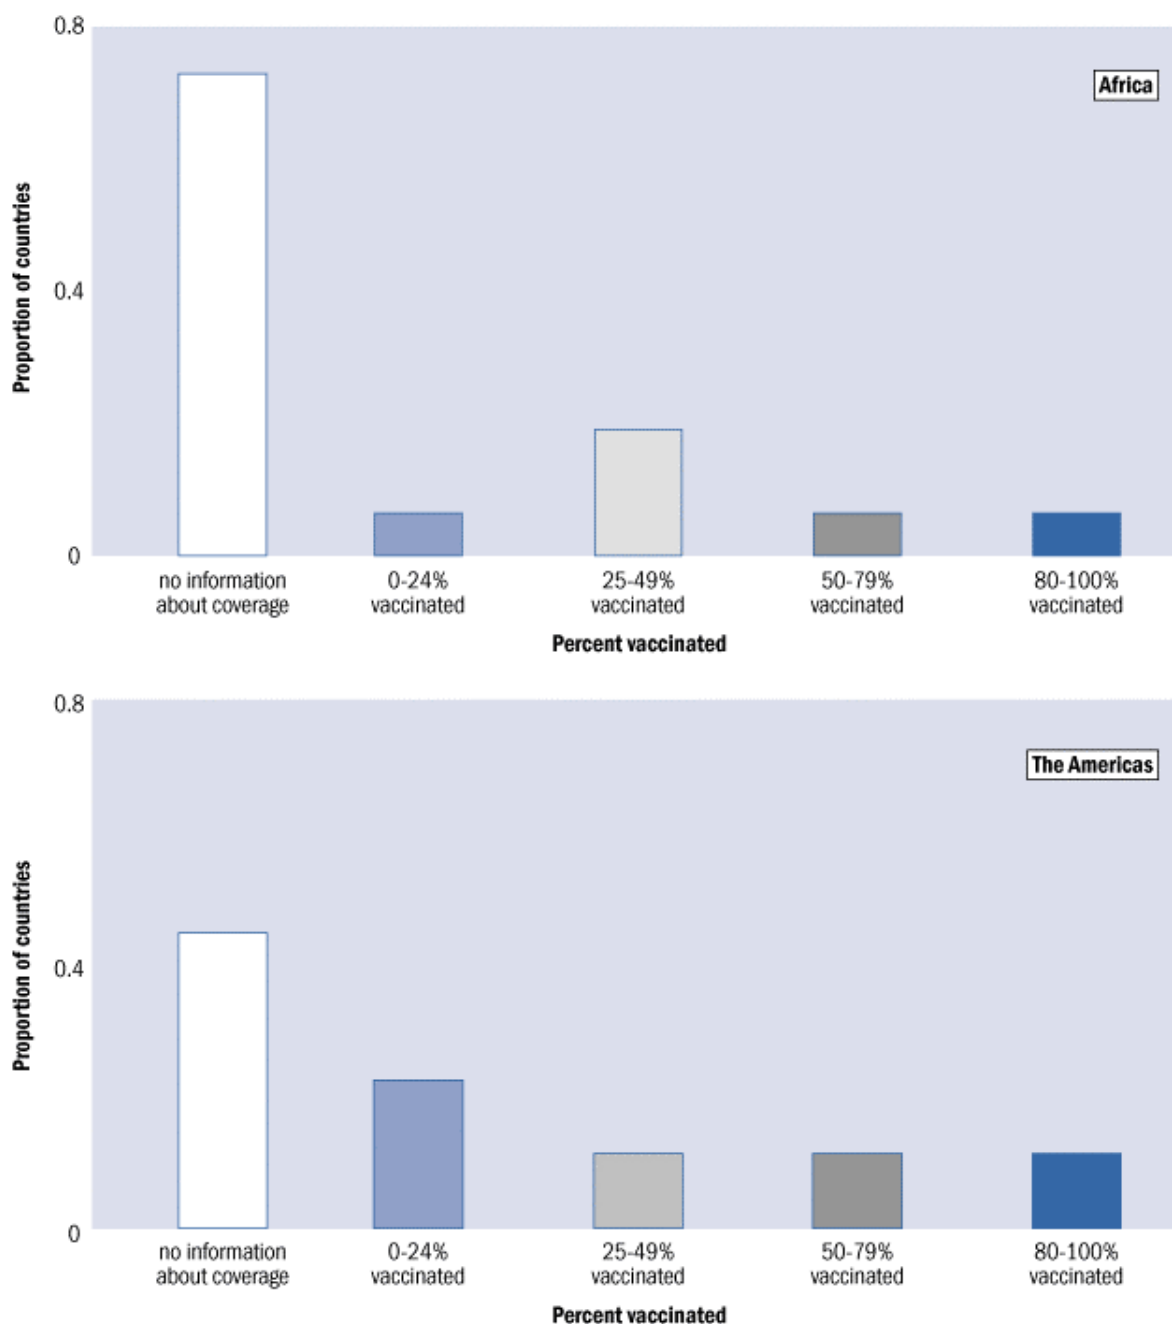 0.8
Africa
Proportion of countries
0.4
0
no information
about coverage
0-24%
vaccinated
25-49%
vaccinated
50-79%
vaccinated
80-100%
vaccinated
Percent vaccinated
0.8
The Americas
Proportion of countries
0.4
0
no information
about coverage
0-24%
vaccinated
25-49%
vaccinated
50-79%
vaccinated
80-100%
vaccinated
Percent vaccinated